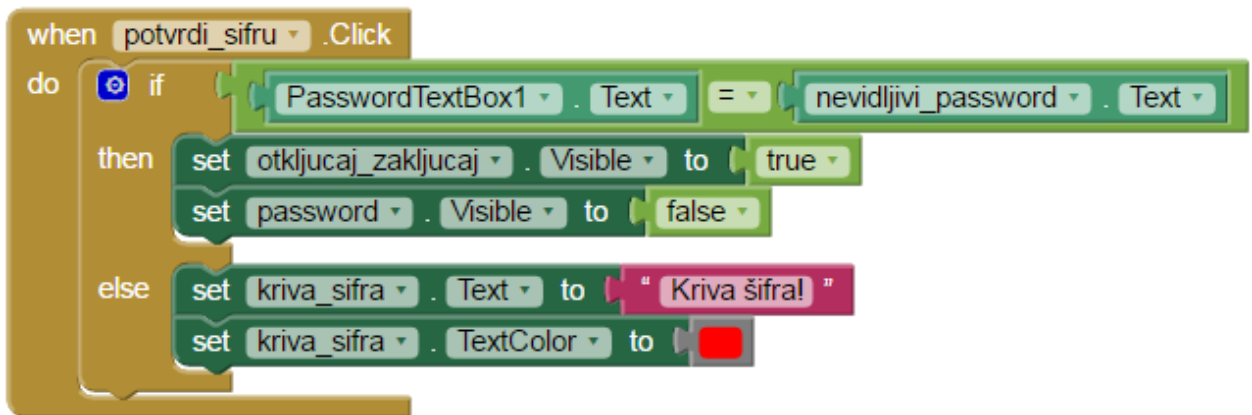 when potvrdi_sifru .Click
do if PasswordTextBox1 . Text = nevidljivi_password . Text
then set otkljucaj_zakljucaj . Visible to true
set password . Visible to false
else set kriva_sifra . Text to " Kriva šifra! "
set kriva_sifra . TextColor to